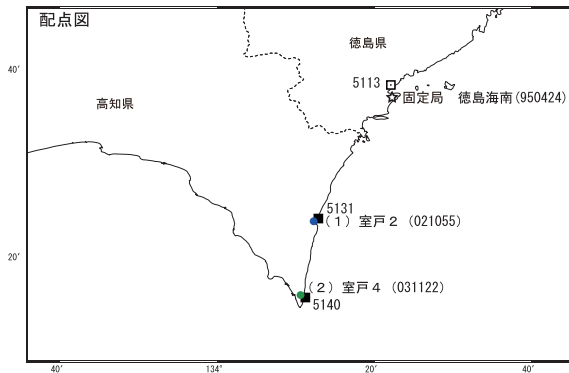 配点図
徳島県
40′
5113
固定局 徳島海南(950424)
高知県
5131
(1)室戸2 (021055)
20′
(2)室戸4 (031122)
5140
40′ 134° 20′ 40′